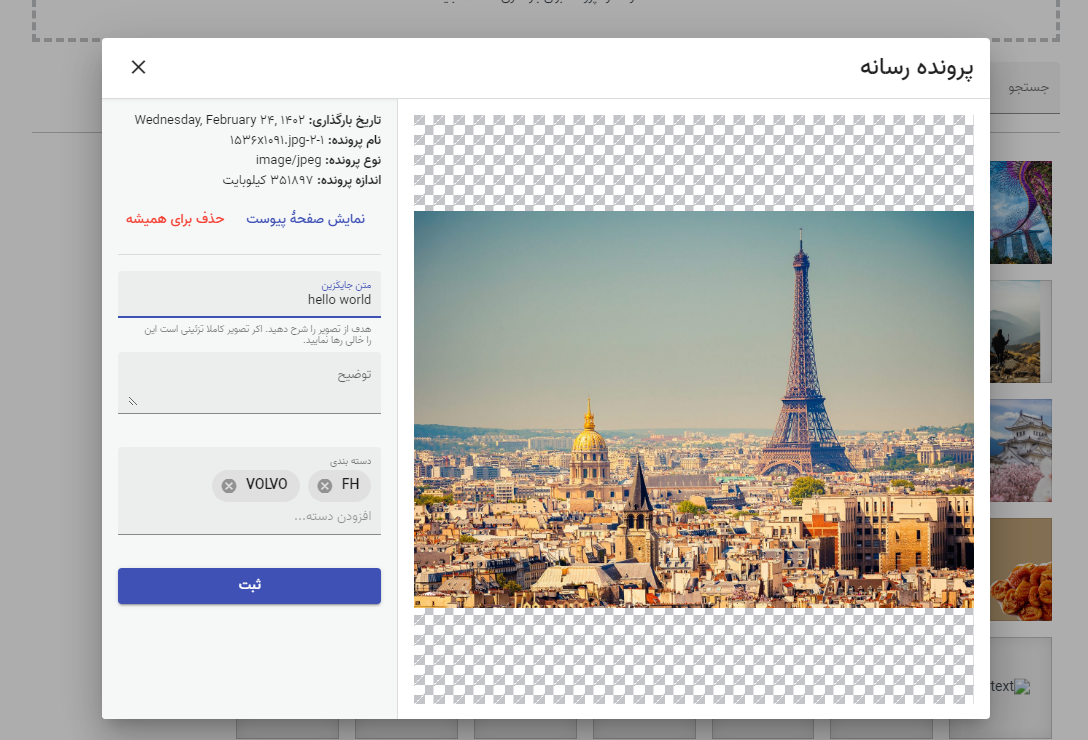 پرونده رسانه
جستجو
تاریخ بارگذاری: Wednesday, February ۲۴, ۱۴۰۲
نام پرونده: ۱-۲-۱۵۳۶x۱۰۹۱.jpg
نوع پرونده: image/jpeg
اندازه پرونده: ۳۵۱۸۹۷ کیلوبایت
نمایش صفحهٔ پیوست
حذف برای همیشه
متن جایگزین
hello world
هدف از تصویر را شرح دهید. اکر تصویر کاملا تزئینی است این
را خالی رها نمایید.
توضیح
دسته بندی
FH
VOLVO
افزودن دسته...
ثبت
text